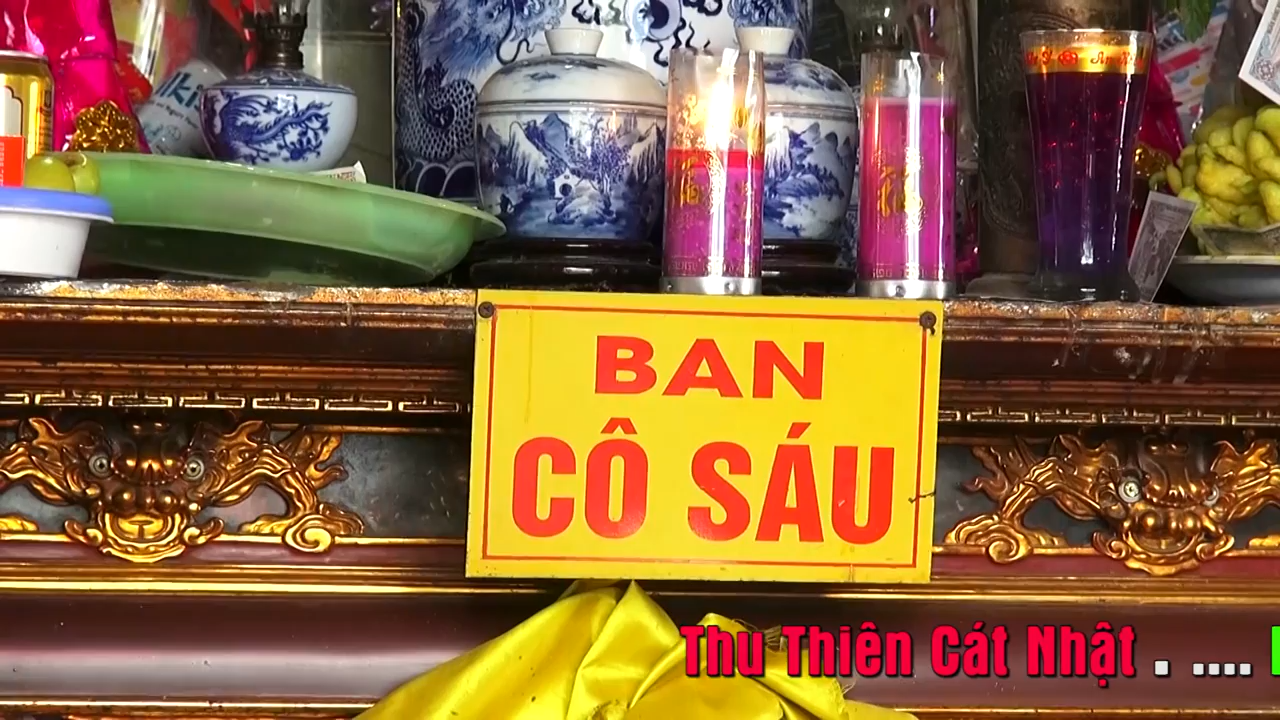 BAN
CÔ SÁU
Thu Thiên Cát Nhật . ....